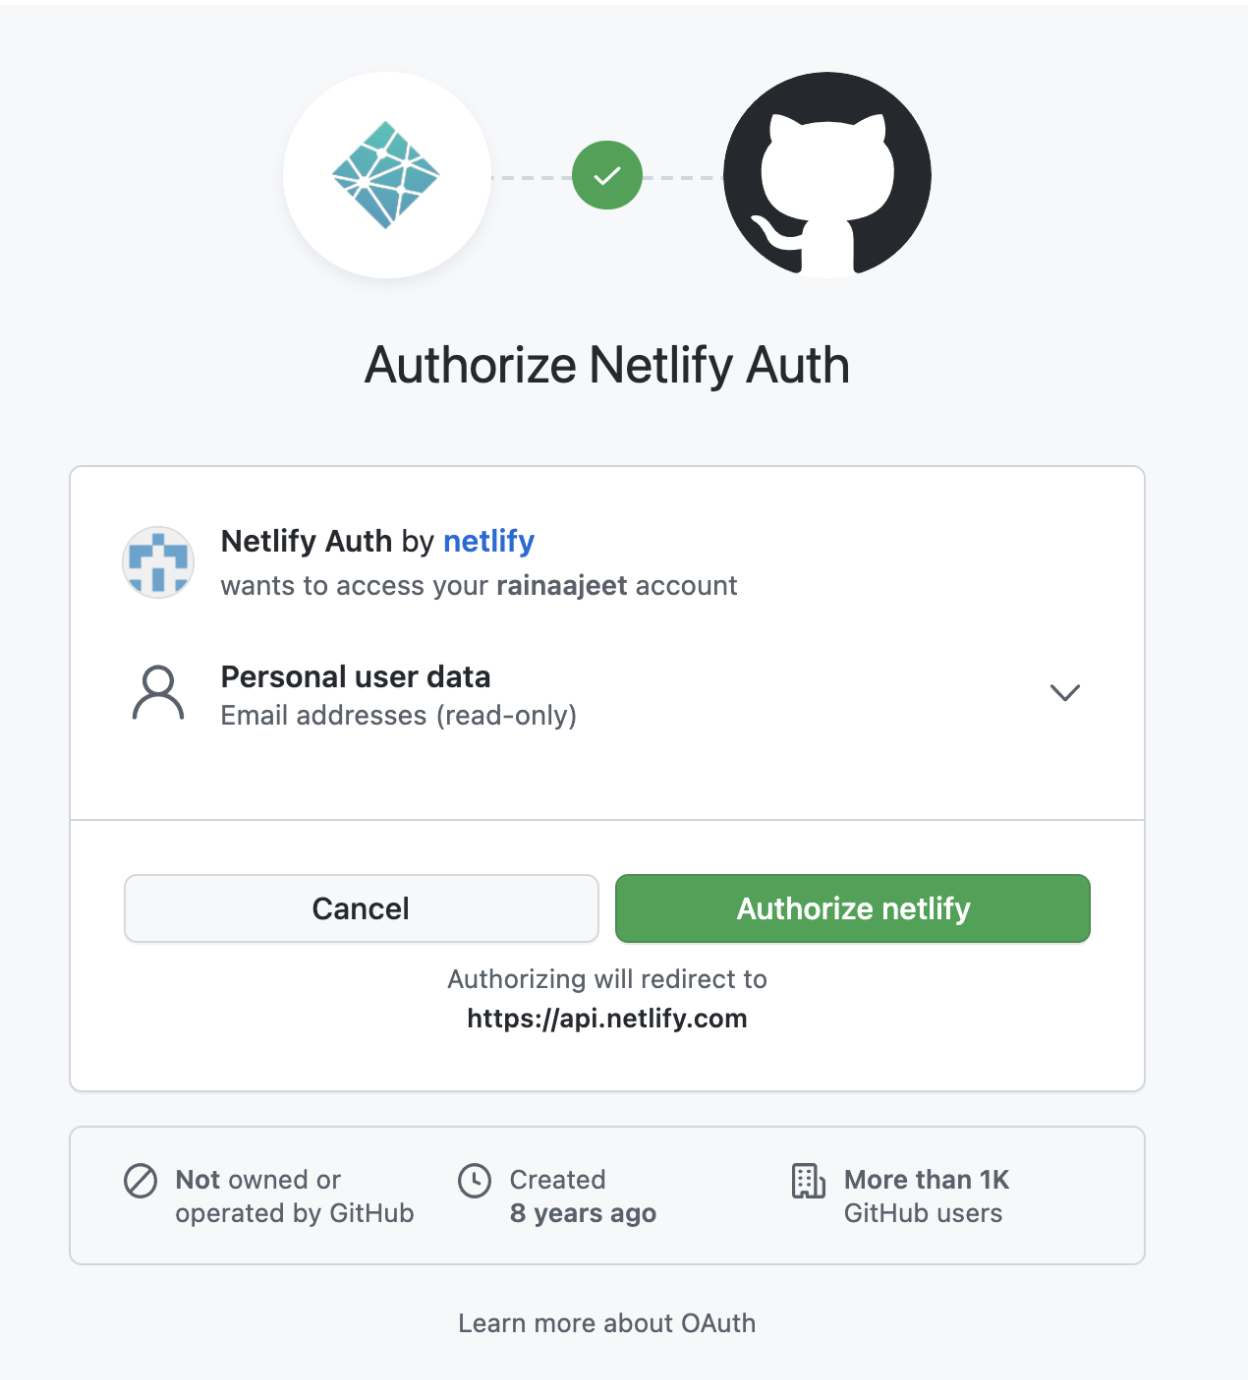 Authorize Netlify Auth
Netlify Auth by netlify
wants to access your rainaajeet account
Personal user data
Email addresses (read-only)
Cancel
Authorize netlify
Authorizing will redirect to
https://api.netlify.com
Not owned or
operated by GitHub
Created
8 years ago
More than 1K
GitHub users
Learn more about OAuth